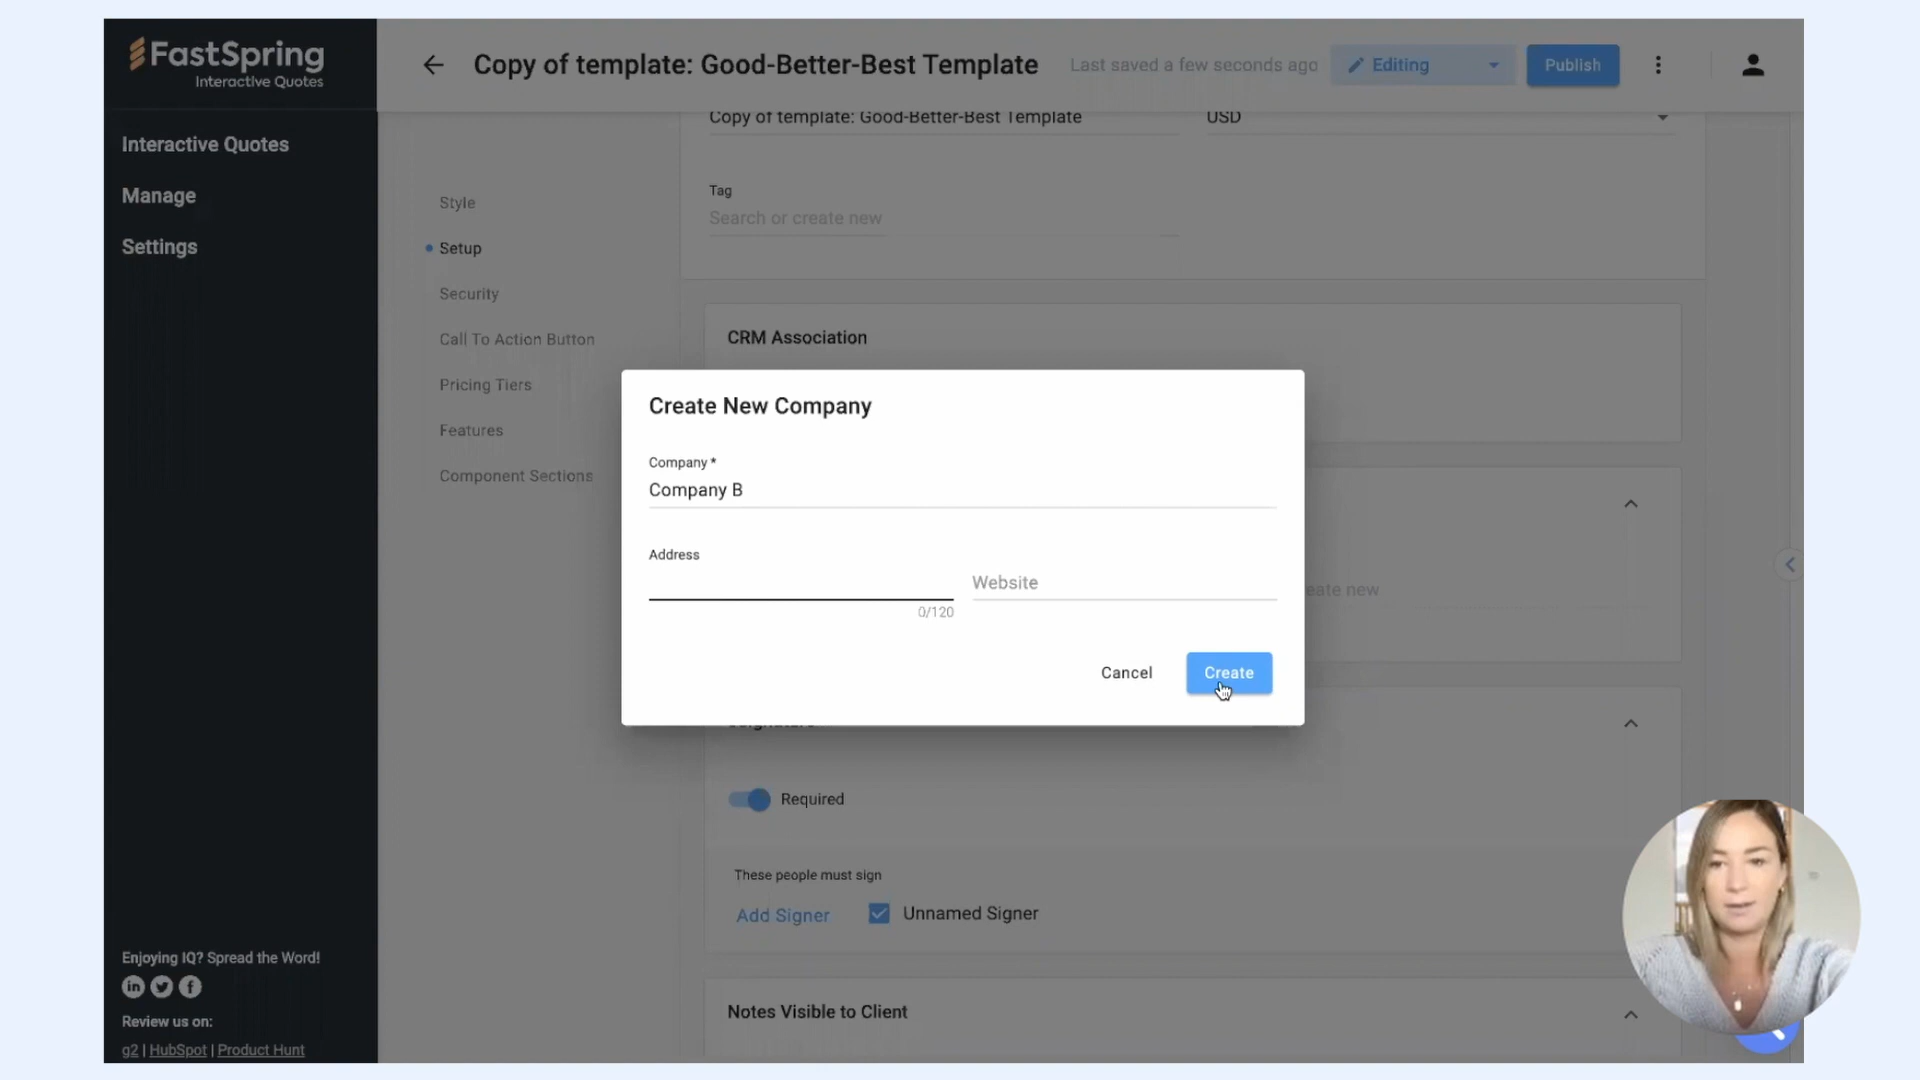 FastSpring
Interactive Quotes
Copy of template: Good-Better-Best Template
Last saved a few seconds ago
Editing
Publish
Interactive Quotes
Manage
Settings
Enjoying IQ? Spread the Word!
Review us on:
g2 | HubSpot | Product Hunt
Style
Setup
Security
Call To Action Button
Pricing Tiers
Features
Component Sections
Copy of template: Good-Better-Best Template
USD
Tag
Search or create new
CRM Association
Create New Company
Company *
Company B
Address
Website
0/120
Cancel
Create
eate new
Required
These people must sign
Add Signer
Unnamed Signer
Notes Visible to Client